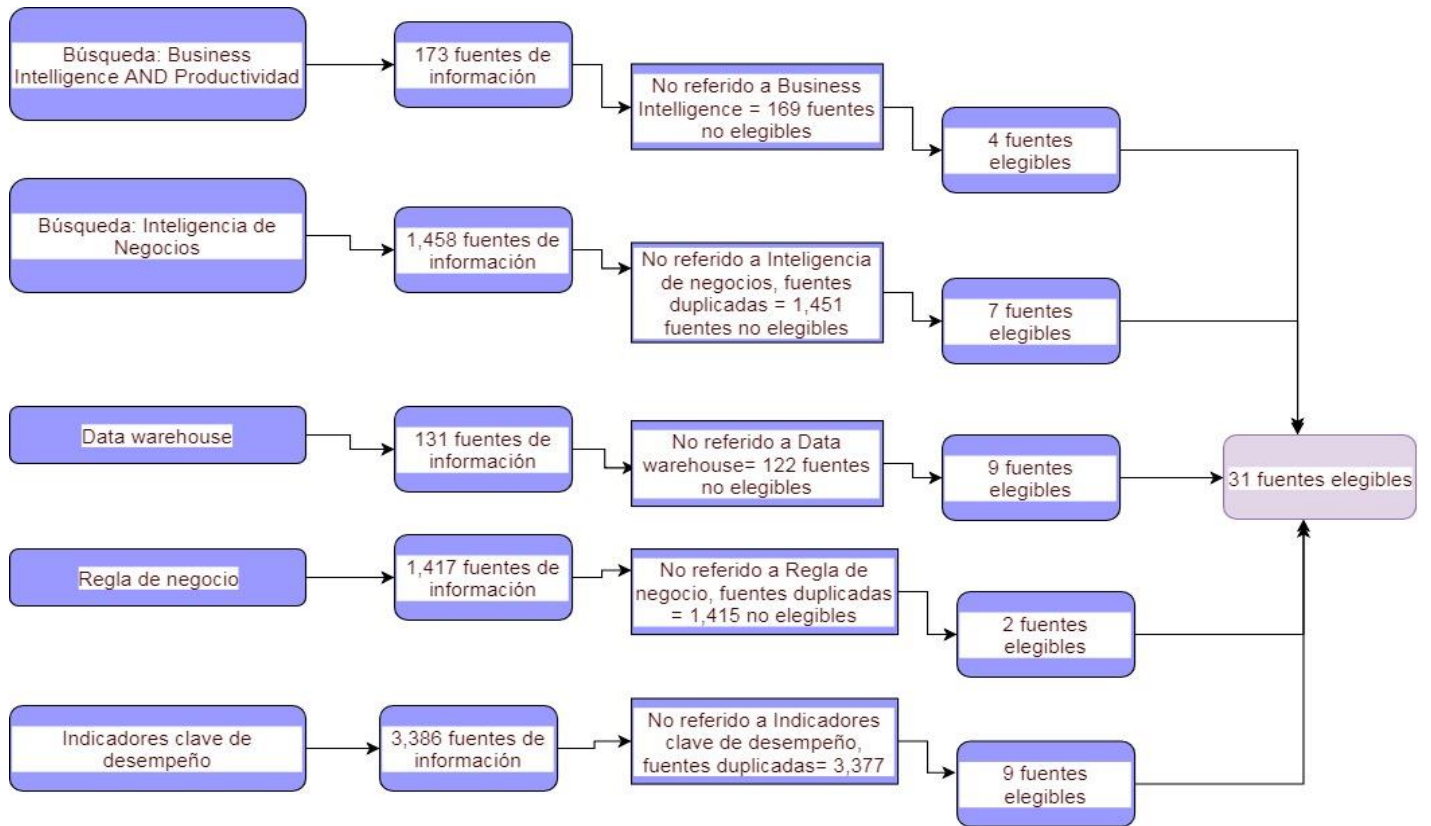 Búsqueda: Business
Intelligence AND Productividad
173 fuentes de
información
No referido a Business
Intelligence = 169 fuentes
no elegibles
4 fuentes
elegibles
Búsqueda: Inteligencia de
Negocios
1,458 fuentes de
información
No referido a Inteligencia
de negocios, fuentes
duplicadas = 1,451
fuentes no elegibles
7 fuentes
elegibles
Data warehouse
131 fuentes de
información
No referido a Data
warehouse= 122 fuentes
no elegibles
9 fuentes
elegibles
31 fuentes elegibles
Regla de negocio
1,417 fuentes de
información
No referido a Regla de
negocio, fuentes duplicadas
= 1,415 no elegibles
2 fuentes
elegibles
Indicadores clave de
desempeño
3,386 fuentes de
información
No referido a Indicadores
clave de desempeño,
fuentes duplicadas= 3,377
9 fuentes
elegibles